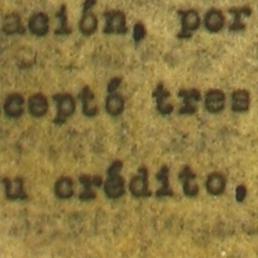 ación, por
ceptó tres
u crédito,